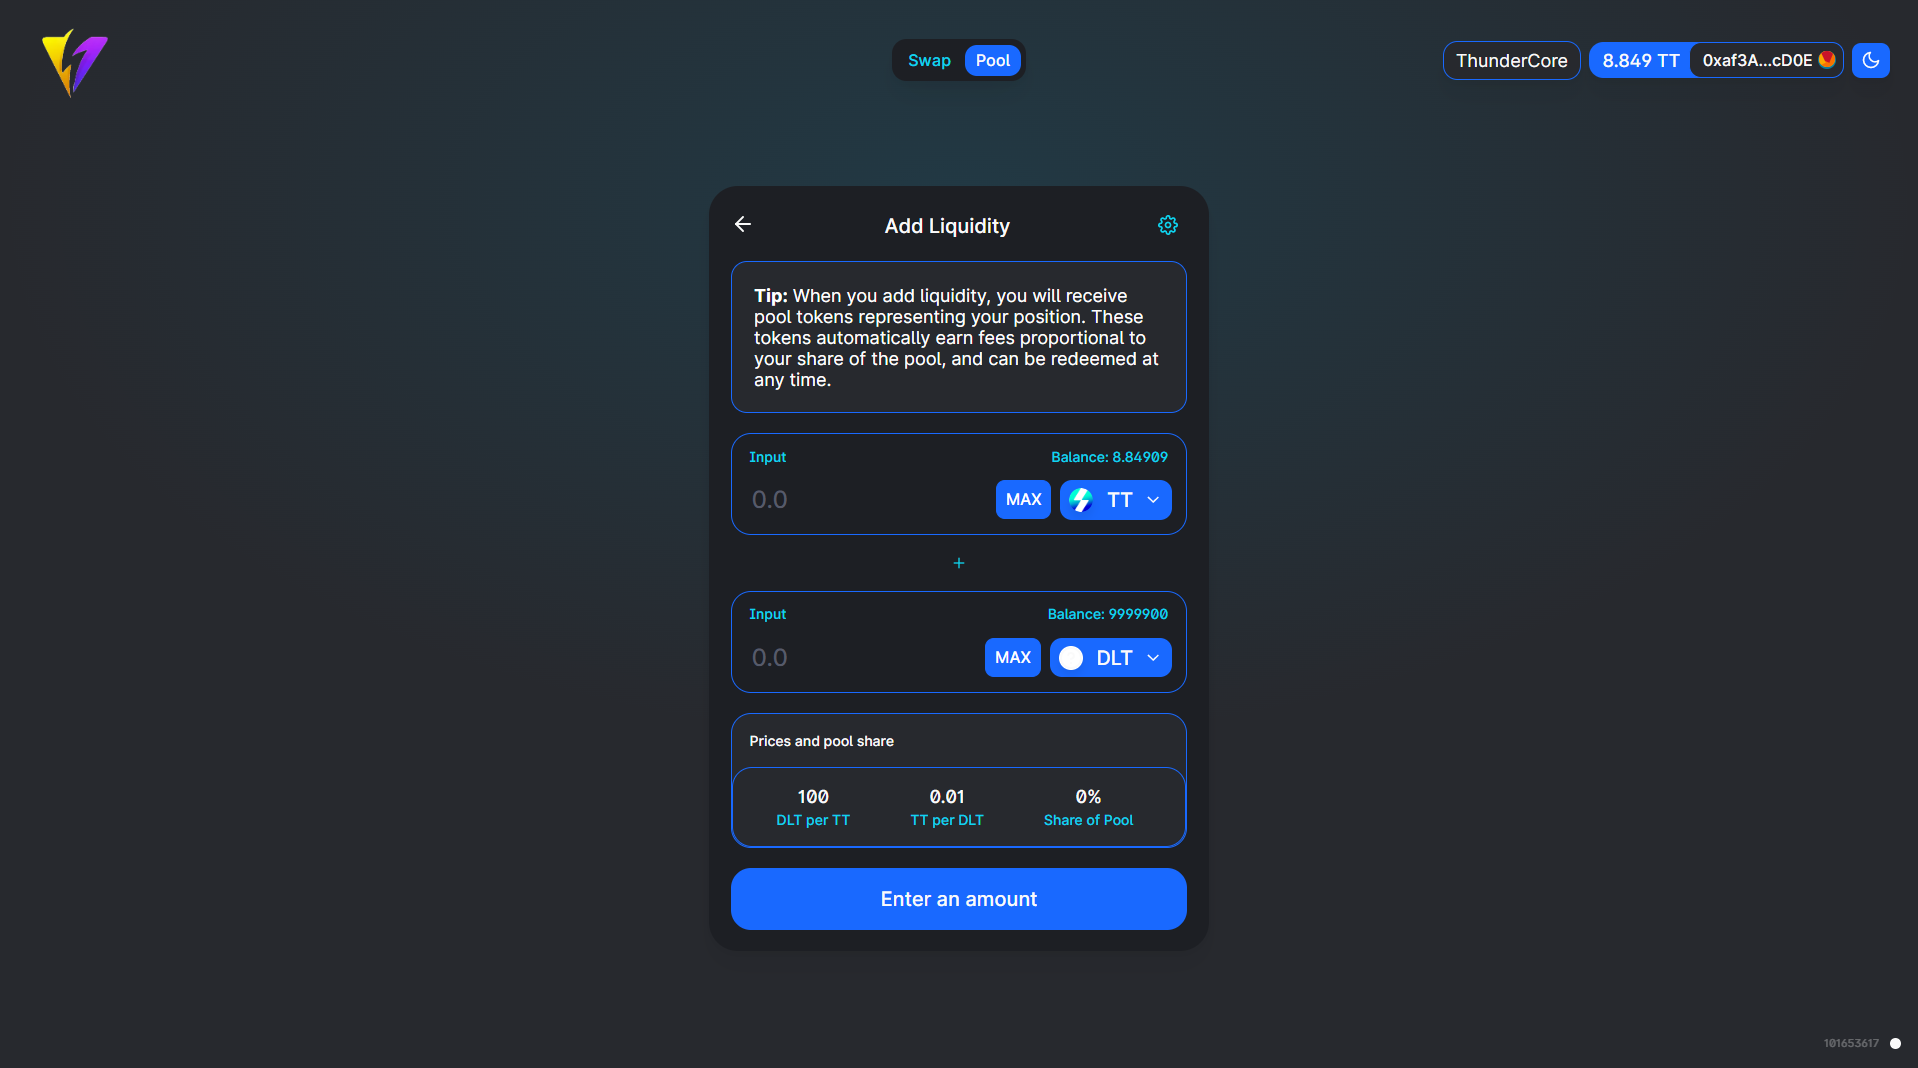 Swap
Pool
ThunderCore
8.849 TT
0xaf3A...cD0E
Add Liquidity
Tip: When you add liquidity, you will receive
pool tokens representing your position. These
tokens automatically earn fees proportional to
your share of the pool, and can be redeemed at
any time.
Input
Balance: 8.84909
0.0
MAX
TT
+
Input
Balance: 9999900
0.0
MAX
DLT
Prices and pool share
100
DLT per TT
0.01
TT per DLT
0%
Share of Pool
Enter an amount
101653617